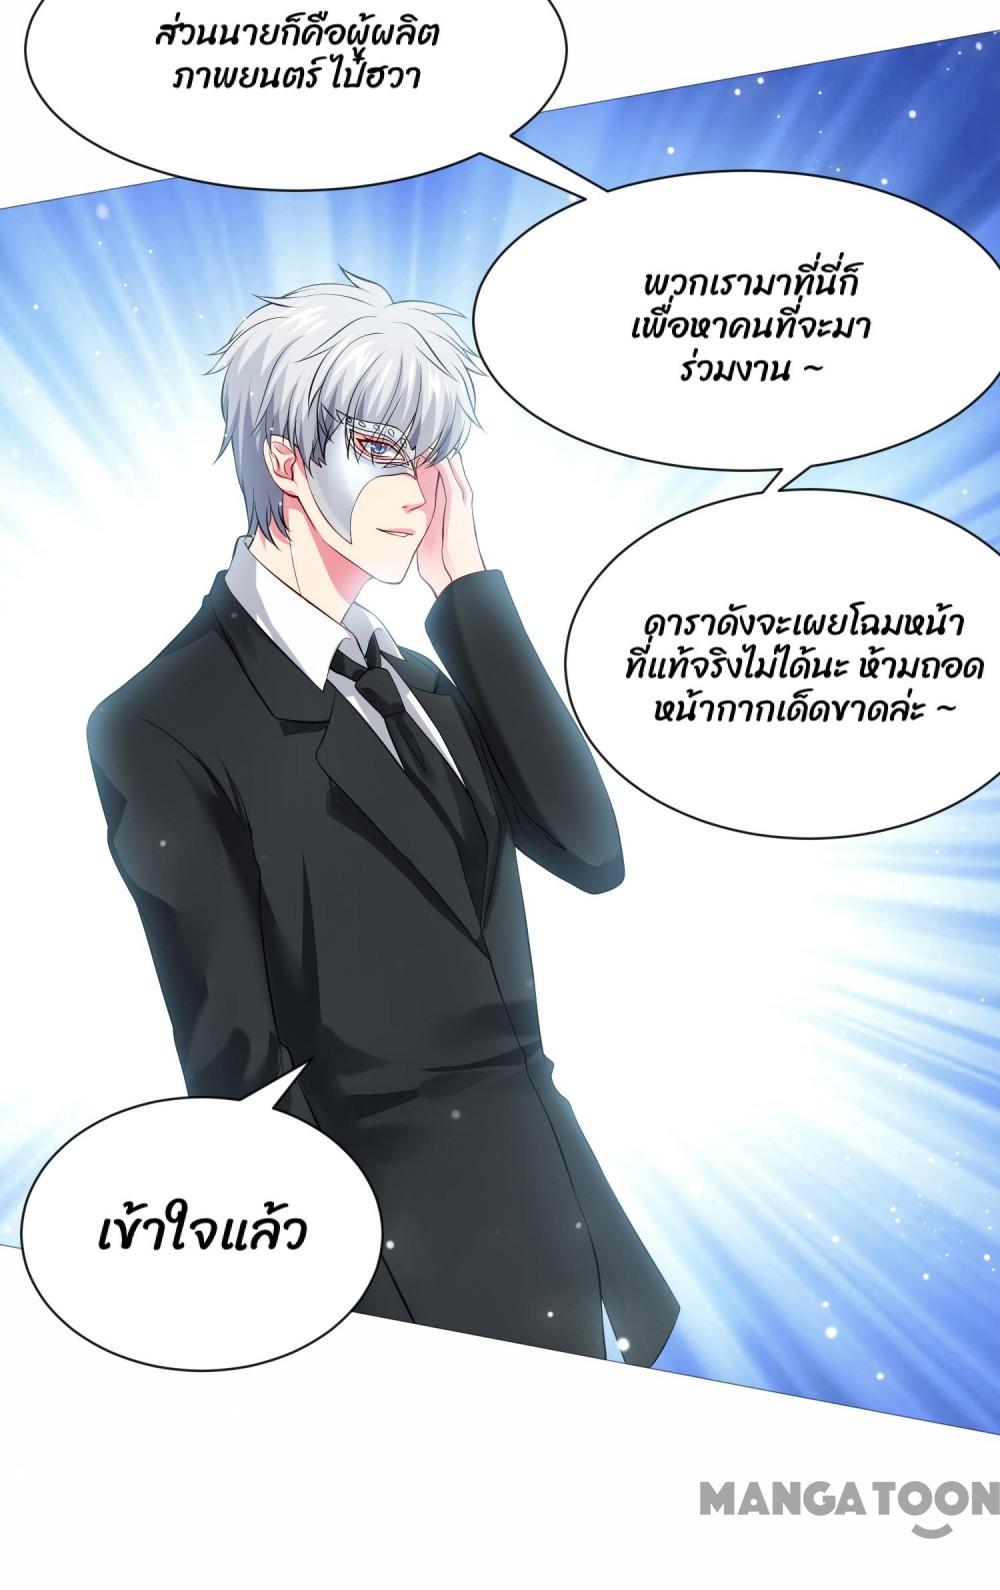 ส่วนนายก็คือผู้ผลิต
ภาพยนตร์ ไป๋ฮวา
พวกเรามาที่นี่ก็
เพื่อหาคนที่จะมา
ร่วมงาน ~
ดาราดังจะเผยโฉมหน้า
ที่แท้จริงไม่ได้นะ ห้ามถอด
หน้ากากเด็ดขาดล่ะ ~
เข้าใจแล้ว
MANGATOON